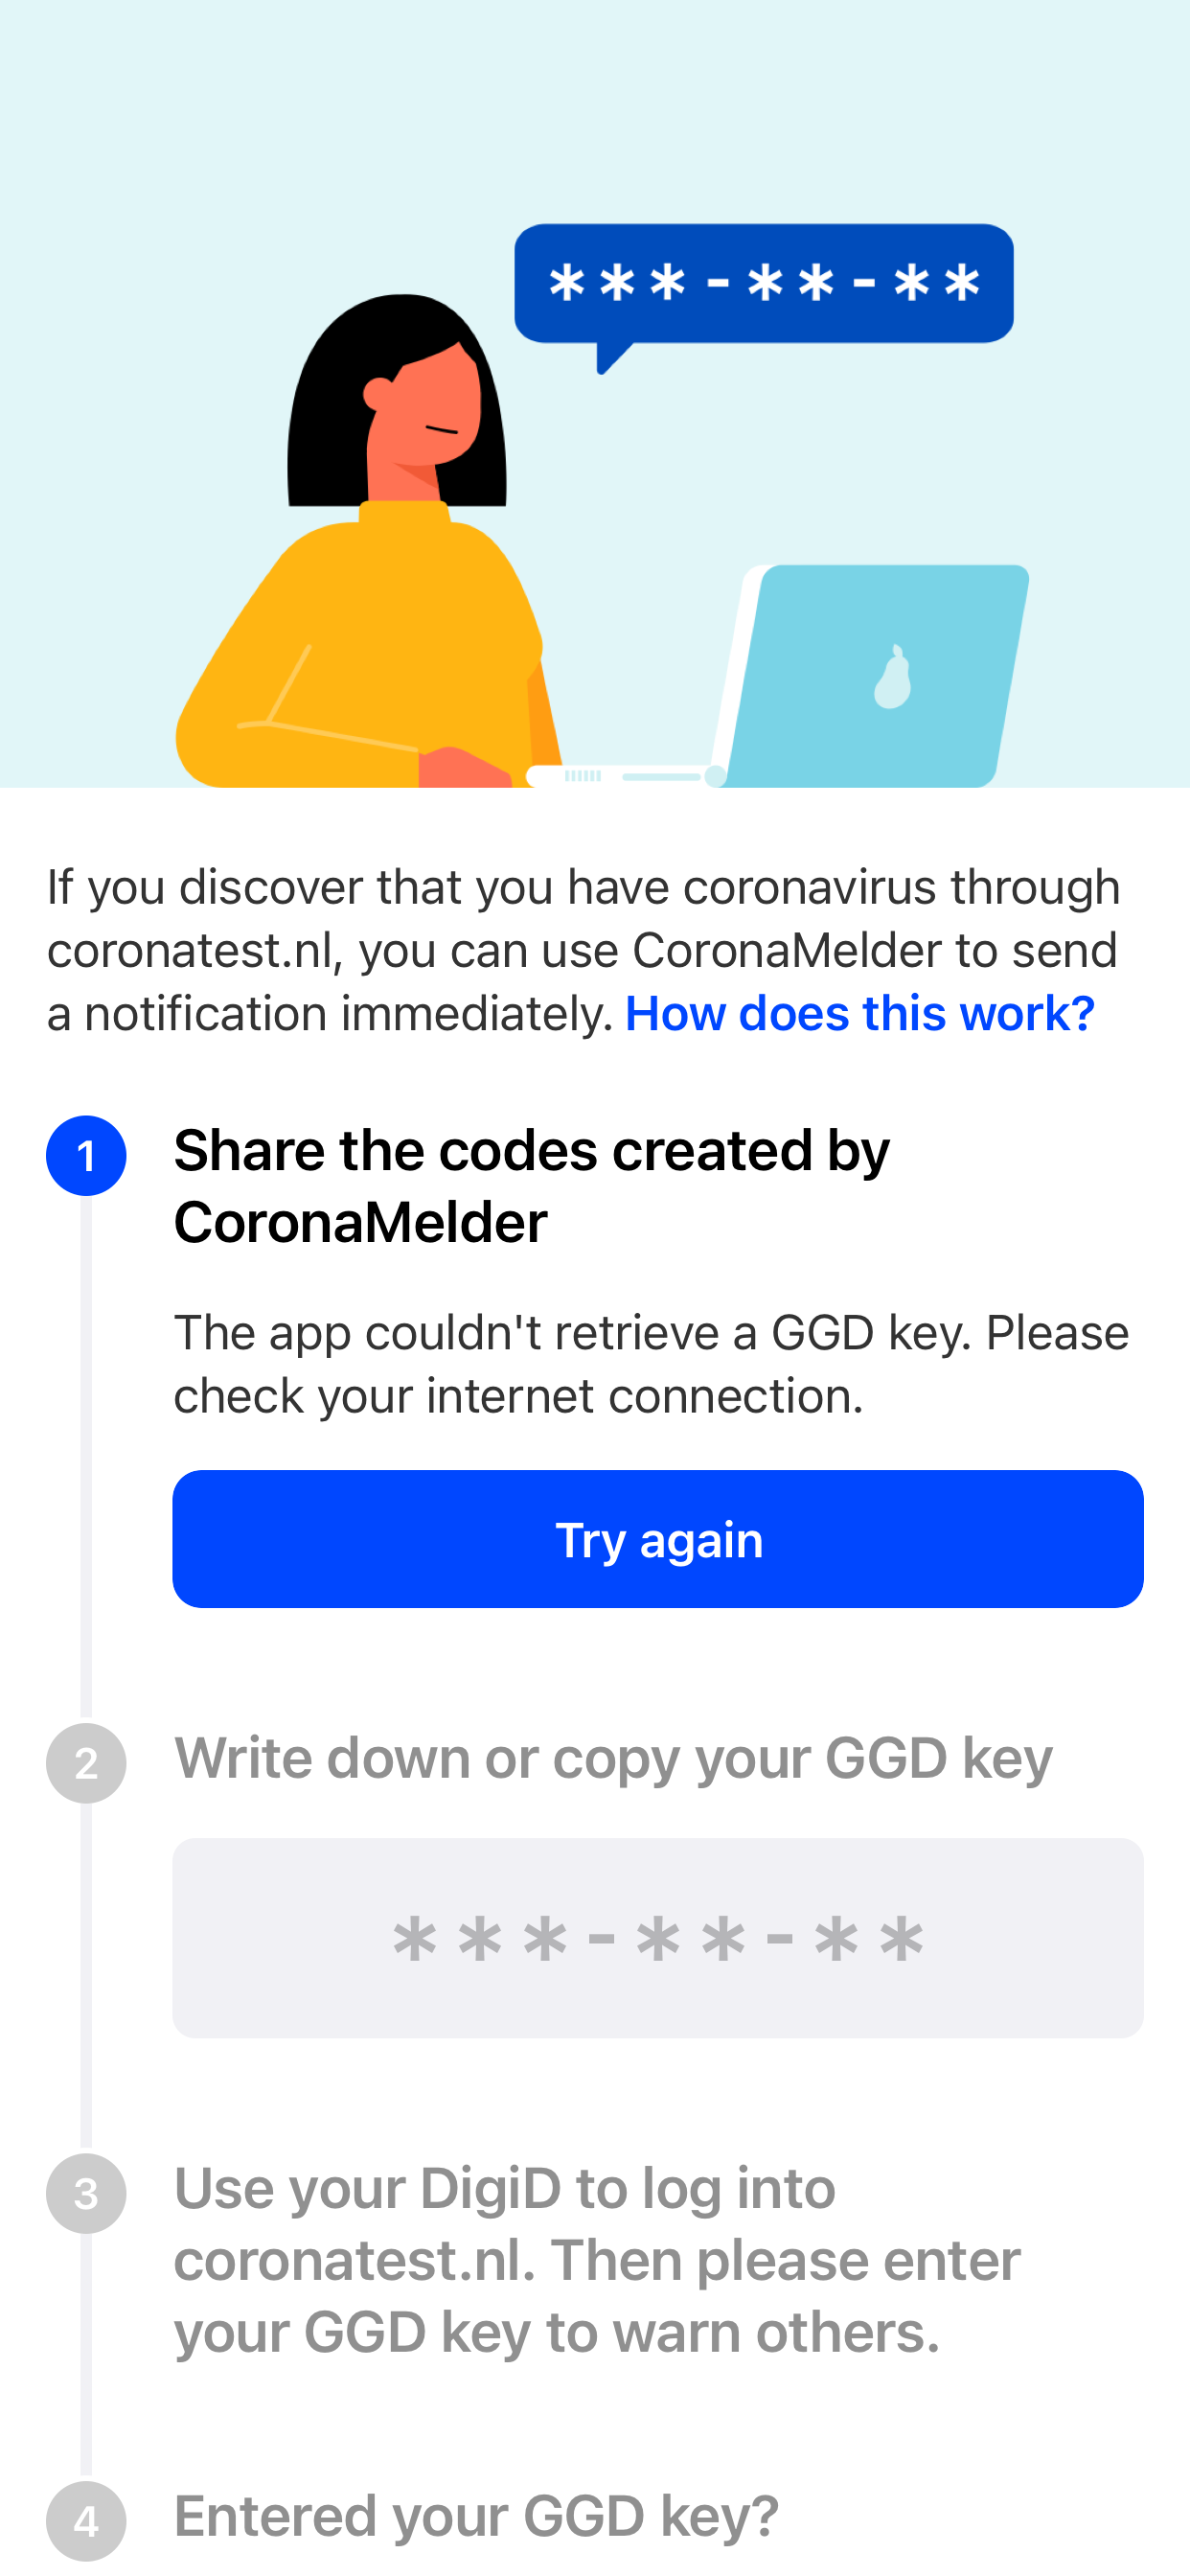 ***-**-**
If you discover that you have coronavirus through
coronatest.nl, you can use CoronaMelder to send
a notification immediately. How does this work?
1
Share the codes created by
CoronaMelder
The app couldn't retrieve a GGD key. Please
check your internet connection.
Try again
2
Write down or copy your GGD key
***-**-**
3
Use your DigiD to log into
coronatest.nl. Then please enter
your GGD key to warn others.
4
Entered your GGD key?